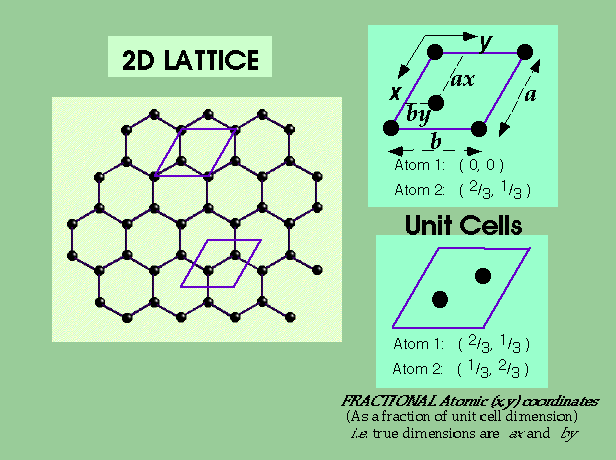 2D LATTICE
y
x
ax
a
by
b
Atom 1: ( 0, 0 )
Atom 2: ( 2/3, 1/3 )
Unit Cells
Atom 1: ( 2/3, 1/3 )
Atom 2: ( 1/3, 2/3 )
FRACTIONAL Atomic (x,y) coordinates
(As a fraction of unit cell dimension)
i.e. true dimensions are ax and by